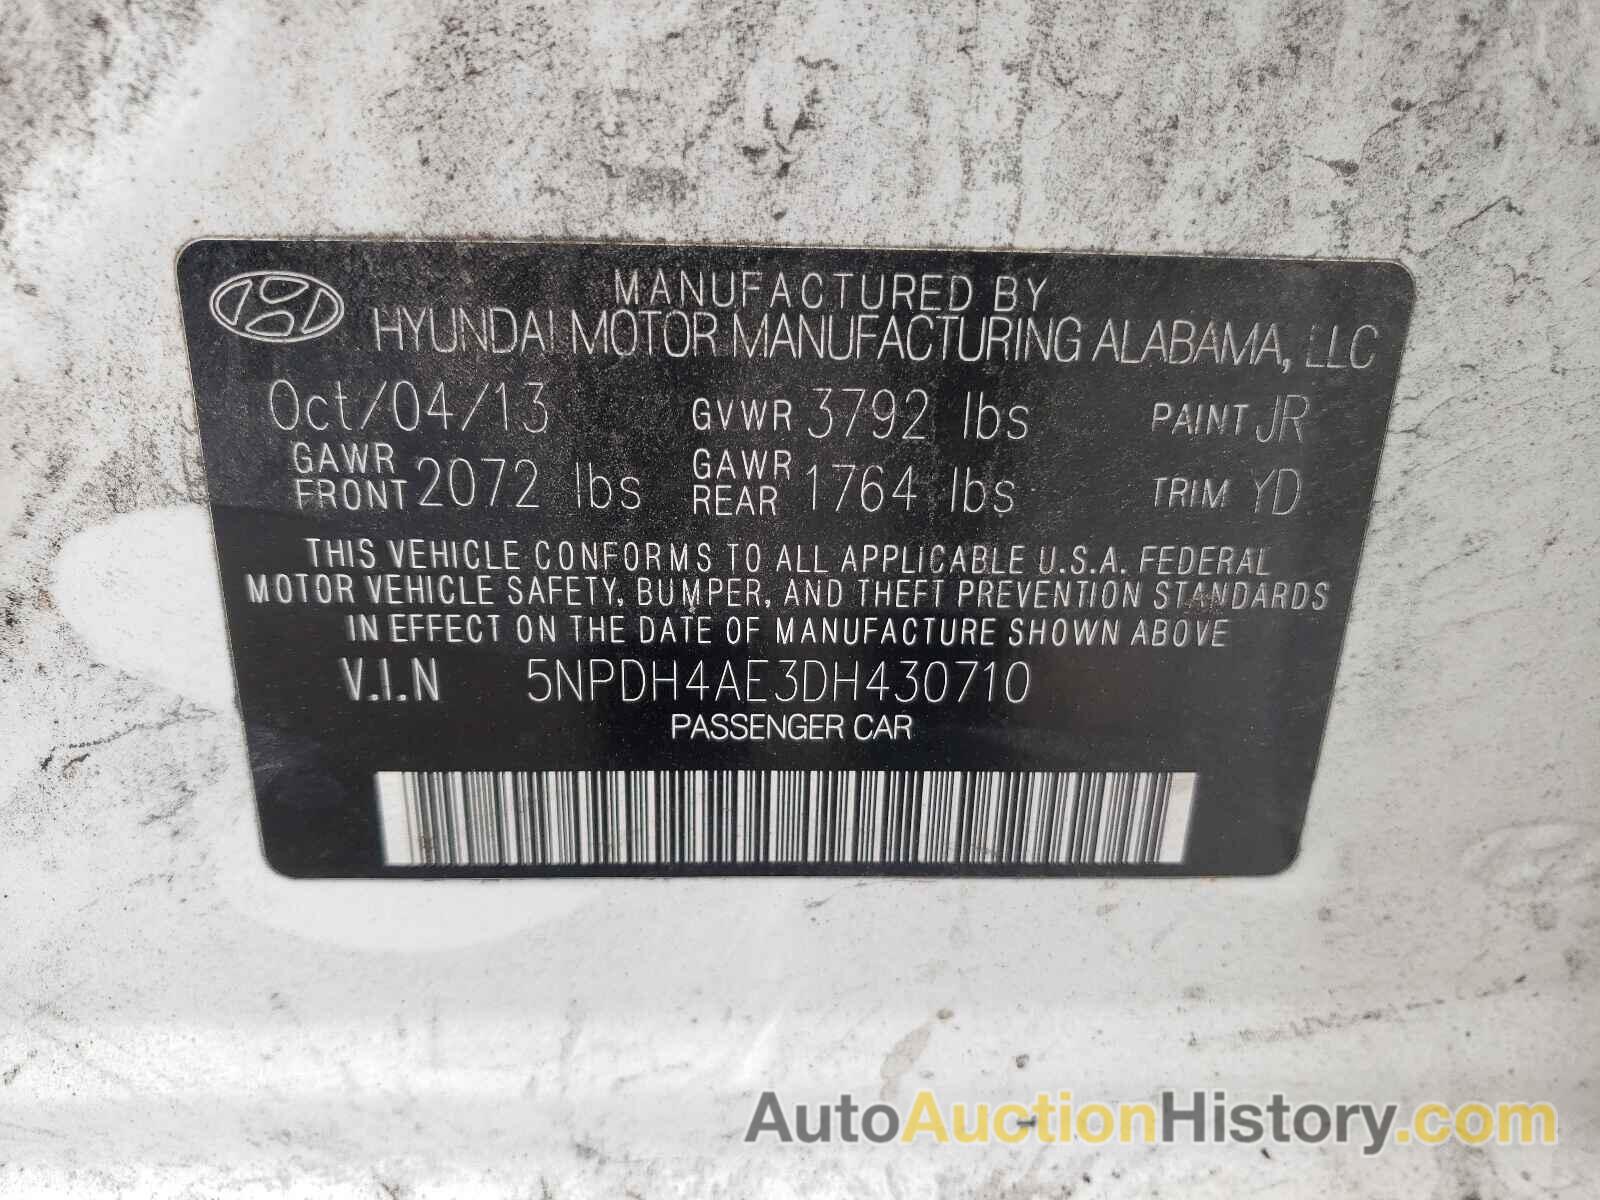 MANUFACTURED BY
HYUNDAI MOTOR MANUFACTURING ALABAMA, LLC
Oct/04/13 GVWR 3792 lbs PAINT JR
GAWR FRONT 2072 lbs GAWR REAR 1764 lbs TRIM YD
THIS VEHICLE CONFORMS TO ALL APPLICABLE U.S.A. FEDERAL
MOTOR VEHICLE SAFETY, BUMPER, AND THEFT PREVENTION STANDARDS
IN EFFECT ON THE DATE OF MANUFACTURE SHOWN ABOVE
V.I.N 5NPDH4AE3DH430710
PASSENGER CAR
AutoAuctionHistory.com